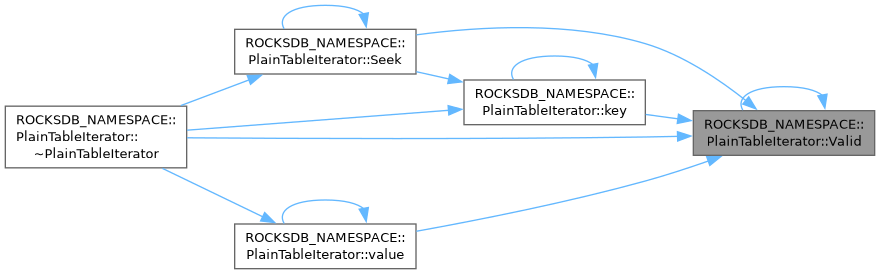 ROCKSDB_NAMESPACE::
PlainTableIterator::Seek
ROCKSDB_NAMESPACE::
PlainTableIterator::key
ROCKSDB_NAMESPACE::
PlainTableIterator::
~PlainTableIterator
ROCKSDB_NAMESPACE::
PlainTableIterator::Valid
ROCKSDB_NAMESPACE::
PlainTableIterator::value